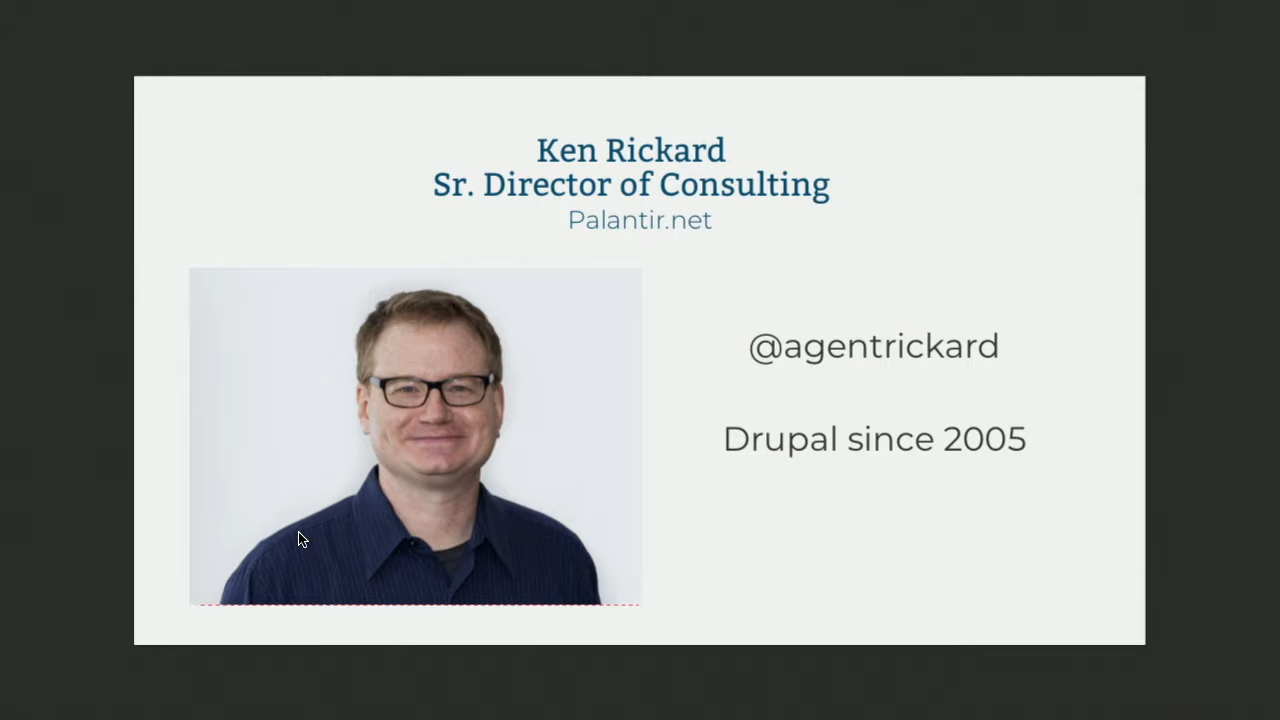 Ken Rickard
Sr. Director of Consulting
Palantir.net
@agentrickard
Drupal since 2005